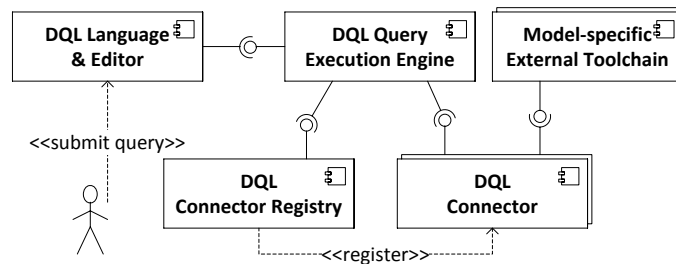 DQL Language
& Editor
DQL Query
Execution Engine
Model-specific
External Toolchain
<<submit query>>
DQL
Connector Registry
DQL
Connector
<<register>>